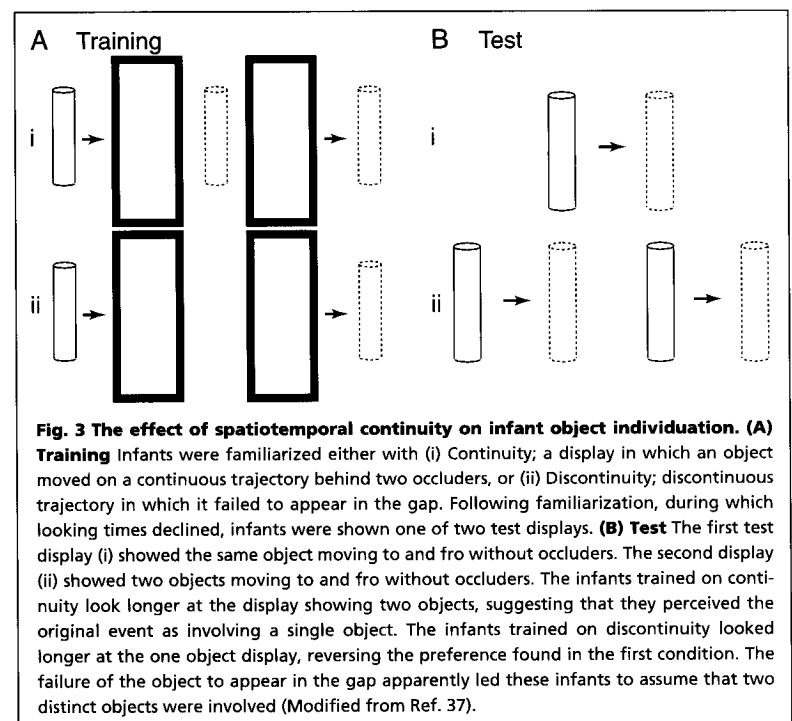 A Training
B Test
i
i
ii
ii
Fig. 3 The effect of spatiotemporal continuity on infant object individuation. (A)
Training Infants were familiarized either with (i) Continuity; a display in which an object
moved on a continuous trajectory behind two occluders, or (ii) Discontinuity; discontinuous
trajectory in which it failed to appear in the gap. Following familiarization, during which
looking times declined, infants were shown one of two test displays. (B) Test The first test
display (i) showed the same object moving to and fro without occluders. The second display
(ii) showed two objects moving to and fro without occluders. The infants trained on conti-
nuity look longer at the display showing two objects, suggesting that they perceived the
original event as involving a single object. The infants trained on discontinuity looked
longer at the one object display, reversing the preference found in the first condition. The
failure of the object to appear in the gap apparently led these infants to assume that two
distinct objects were involved (Modified from Ref. 37).